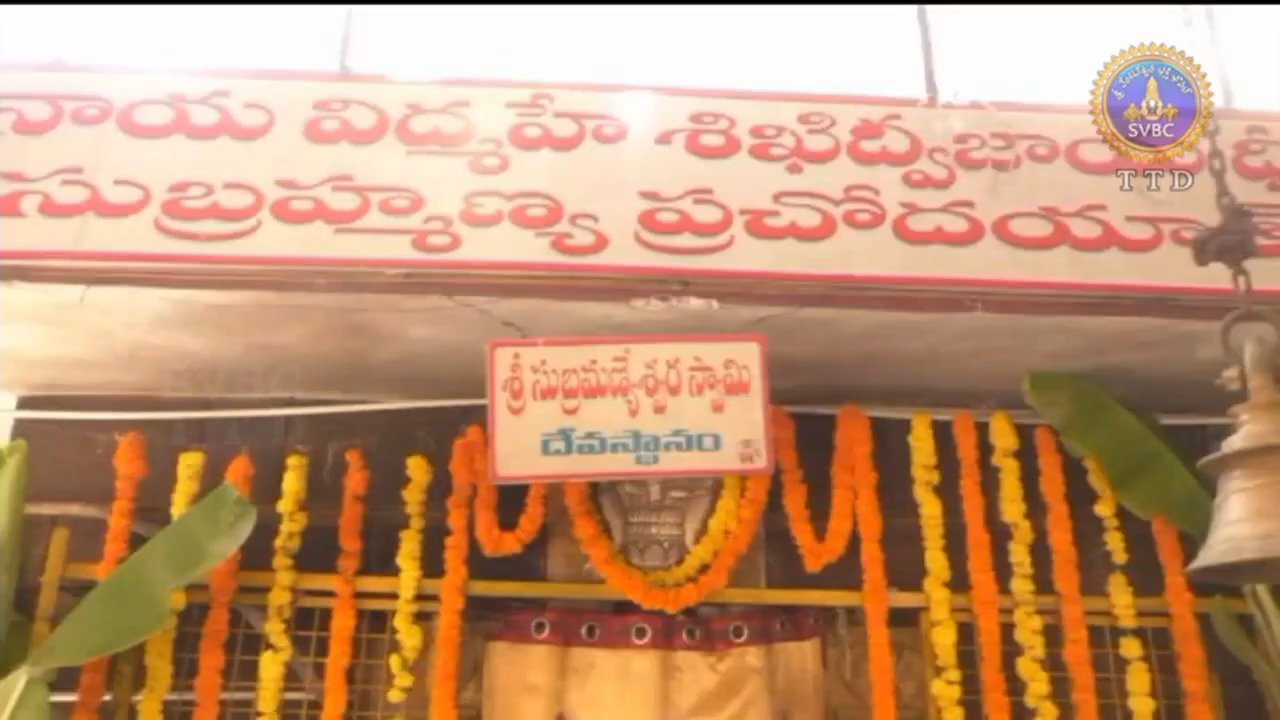 నాయ విద్మహే శిఖిద్వజాయ
సుబ్రహ్మణ్య ప్రచోదయాత్
శ్రీ సుబ్రమణ్యేశ్వర స్వామి
దేవస్థానం
SVBC
TTD